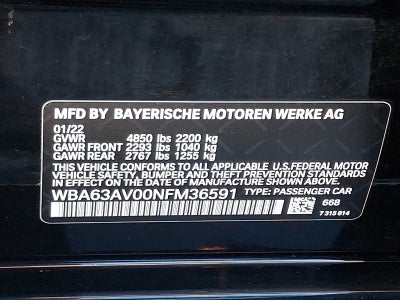 MFD BY BAYERISCHE MOTOREN WERKE AG
01/22
GVWR 4850 lbs 2200 kg
GAWR FRONT 2293 lbs 1040 kg
GAWR REAR 2767 lbs 1255 kg
THIS VEHICLE CONFORMS TO ALL APPLICABLE U.S.FEDERAL MOTOR
VEHICLE SAFETY, BUMPER AND THEFT PREVENTION STANDARDS
IN EFFECT ON THE DATE OF MANUFACTURE SHOWN ABOVE.
WBA63AV00NFM36591 TYPE: PASSENGER CAR
668
7 315 614